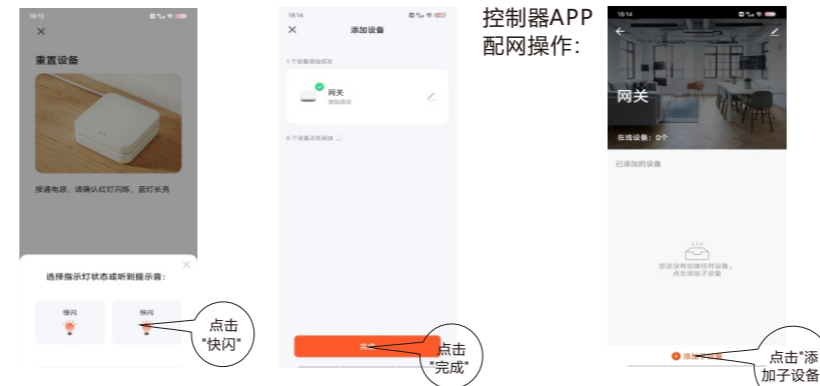 18:13
重置设备
接通电源，请确认红灯闪烁，蓝灯长亮
选择指示灯状态或听到提示音：
慢闪
快闪
点击
"快闪"
18:14
添加设备
1个设备添加成功
网关
添加成功
0个设备正在添加
完成
点击
"完成"
控制器APP
配网操作：
18:14
网关
在线设备：0个
已添加的设备
您还没有创建任何设备，
点击添加子设备
添加子设备
点击"添
加子设备